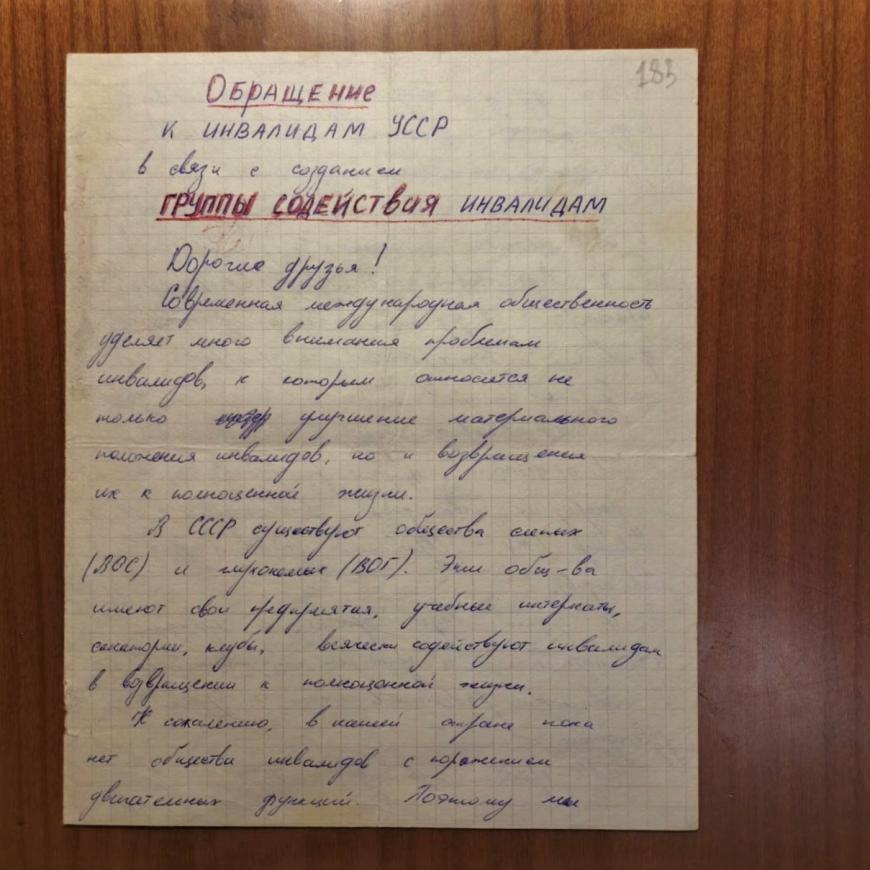 183
Обращение
к инвалидам УССР
в связи с созданием
ГРУППЫ СОДЕЙСТВИЯ ИНВАЛИДАМ
Дорогие друзья!
Современная международная общественность
уделяет много внимания проблемам
инвалидов, к которым относится не
только улучшение материального
положения инвалидов, но и возвращения
их к полноценной жизни.
В СССР существуют общества слепых
(ВОС) и глухонемых (ВОГ). Эти общ-ва
имеют свои предприятия, учебные интернаты,
санатории, клубы, всячески содействуют инвалидам
в возвращении к полноценной жизни.
К сожалению, в нашей стране пока
нет общества инвалидов с поражением
двигательных функций. Поэтому мы